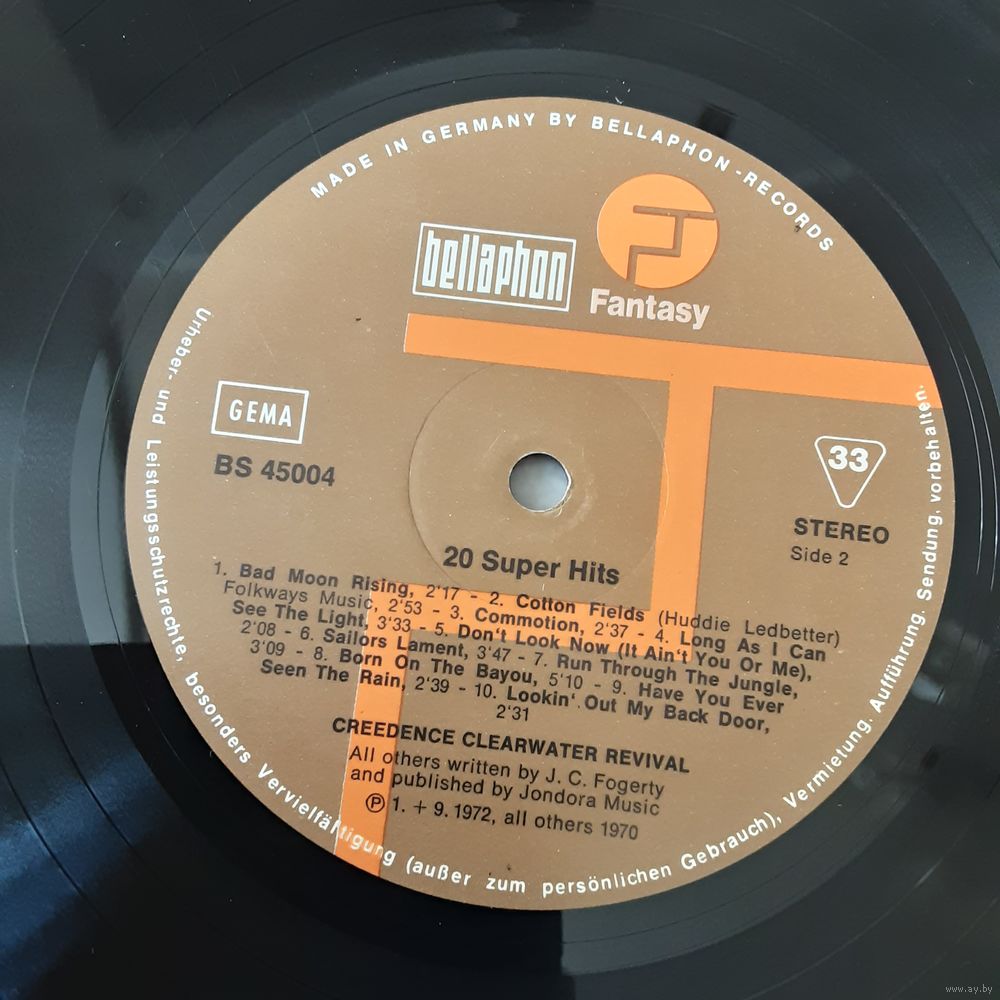 MADE IN GERMANY BY BELLAPHON-RECORDS
bellaphon
Fantasy
GEMA
BS 45004
33
STEREO
Side 2
20 Super Hits
1. Bad Moon Rising, 2'17 - 2. Cotton Fields (Huddie Ledbetter)
Folkways Music, 2'53 - 3. Commotion, 2'37 - 4. Long As I Can
See The Light, 3'33 - 5. Don't Look Now (It Ain't You Or Me),
2'08 - 6. Sailors Lament, 3'47 - 7. Run Through The Jungle,
3'09 - 8. Born On The Bayou, 5'10 - 9. Have You Ever
Seen The Rain, 2'39 - 10. Lookin' Out My Back Door,
2'31
CREEDENCE CLEARWATER REVIVAL
All others written by J. C. Fogerty
and published by Jondora Music
℗ 1. + 9. 1972, all others 1970
Urheber- und Leistungsschutzrechte, besonders Vervielfältigung (außer zum persönlichen Gebrauch), Vermietung, Aufführung, Sendung, vorbehalten.
www.ay.by